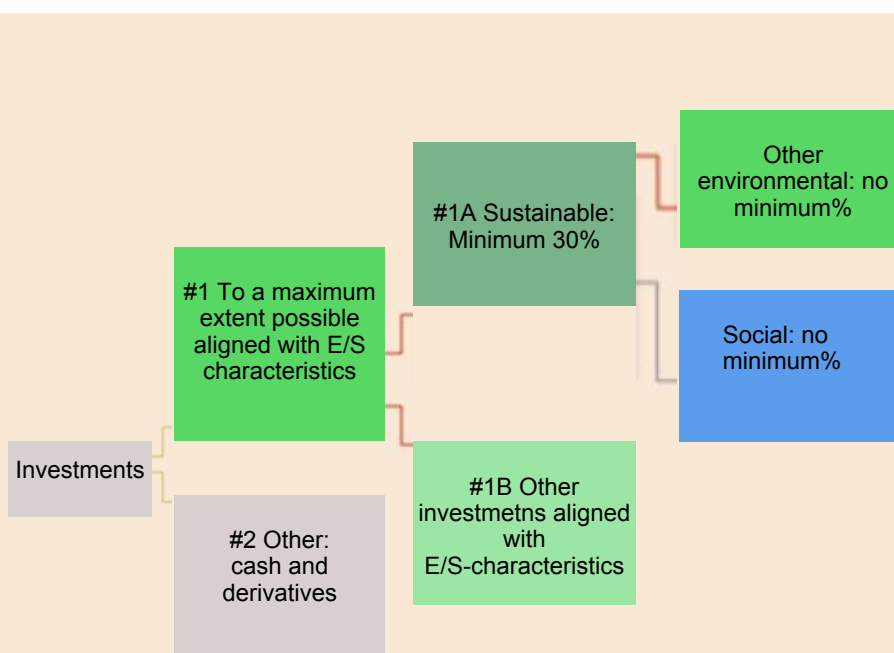 Investments
#1 To a maximum
extent possible
aligned with E/S
characteristics
#2 Other:
cash and
derivatives
#1A Sustainable:
Minimum 30%
#1B Other
investmetns aligned
with
E/S-characteristics
Other
environmental: no
minimum%
Social: no
minimum%